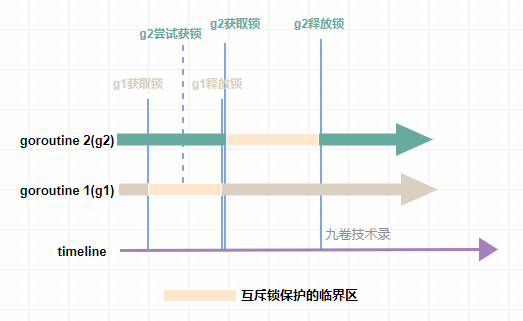 g2尝试获锁
g2获取锁
g2释放锁
g1获取锁
g1释放锁
goroutine 2(g2)
goroutine 1(g1)
九卷技术录
timeline
互斥锁保护的临界区